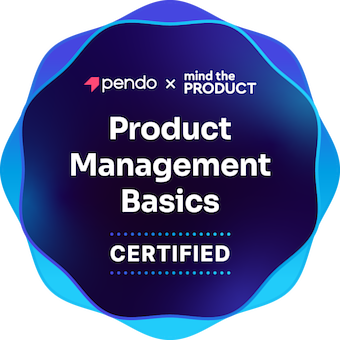 pendo × mind the PRODUCT
Product
Management
Basics
CERTIFIED